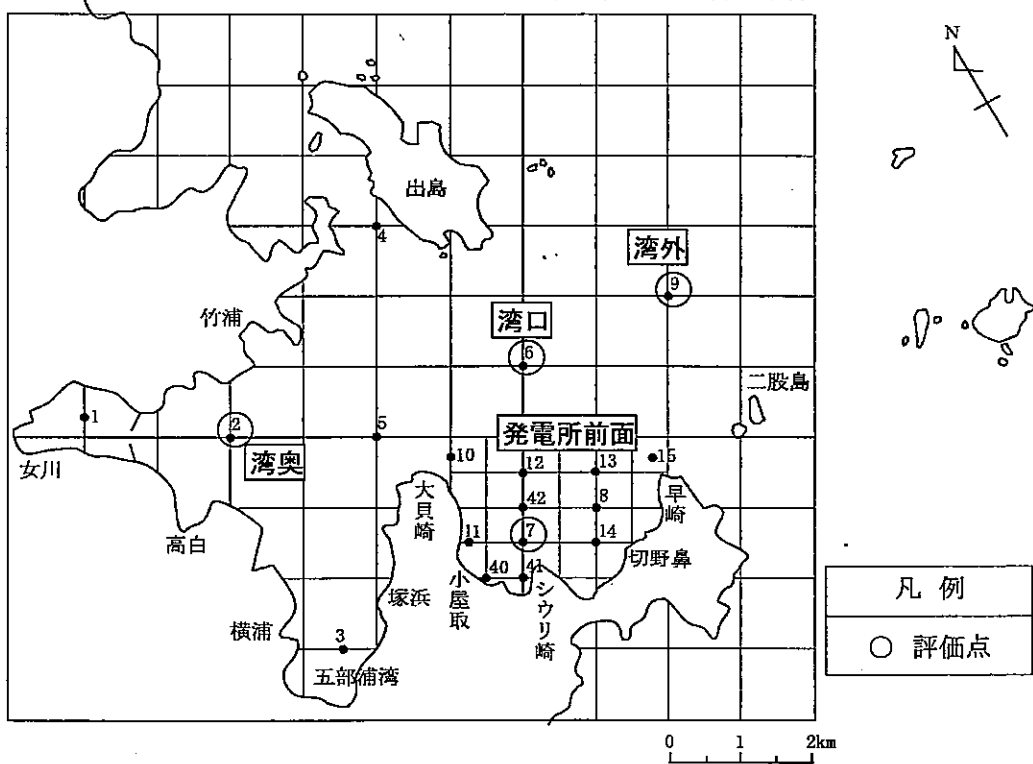 N
出島
4
湾外
9
竹浦
湾口
6
二股島
1
2
5
発電所前面
湾奥
10
12
13
15
女川
大貝崎
42
8
早崎
高白
11
7
14
切野鼻
40
41
小屋取
シウリ崎
塚浜
横浦
3
五部浦湾
凡例
○ 評価点
0 1 2km